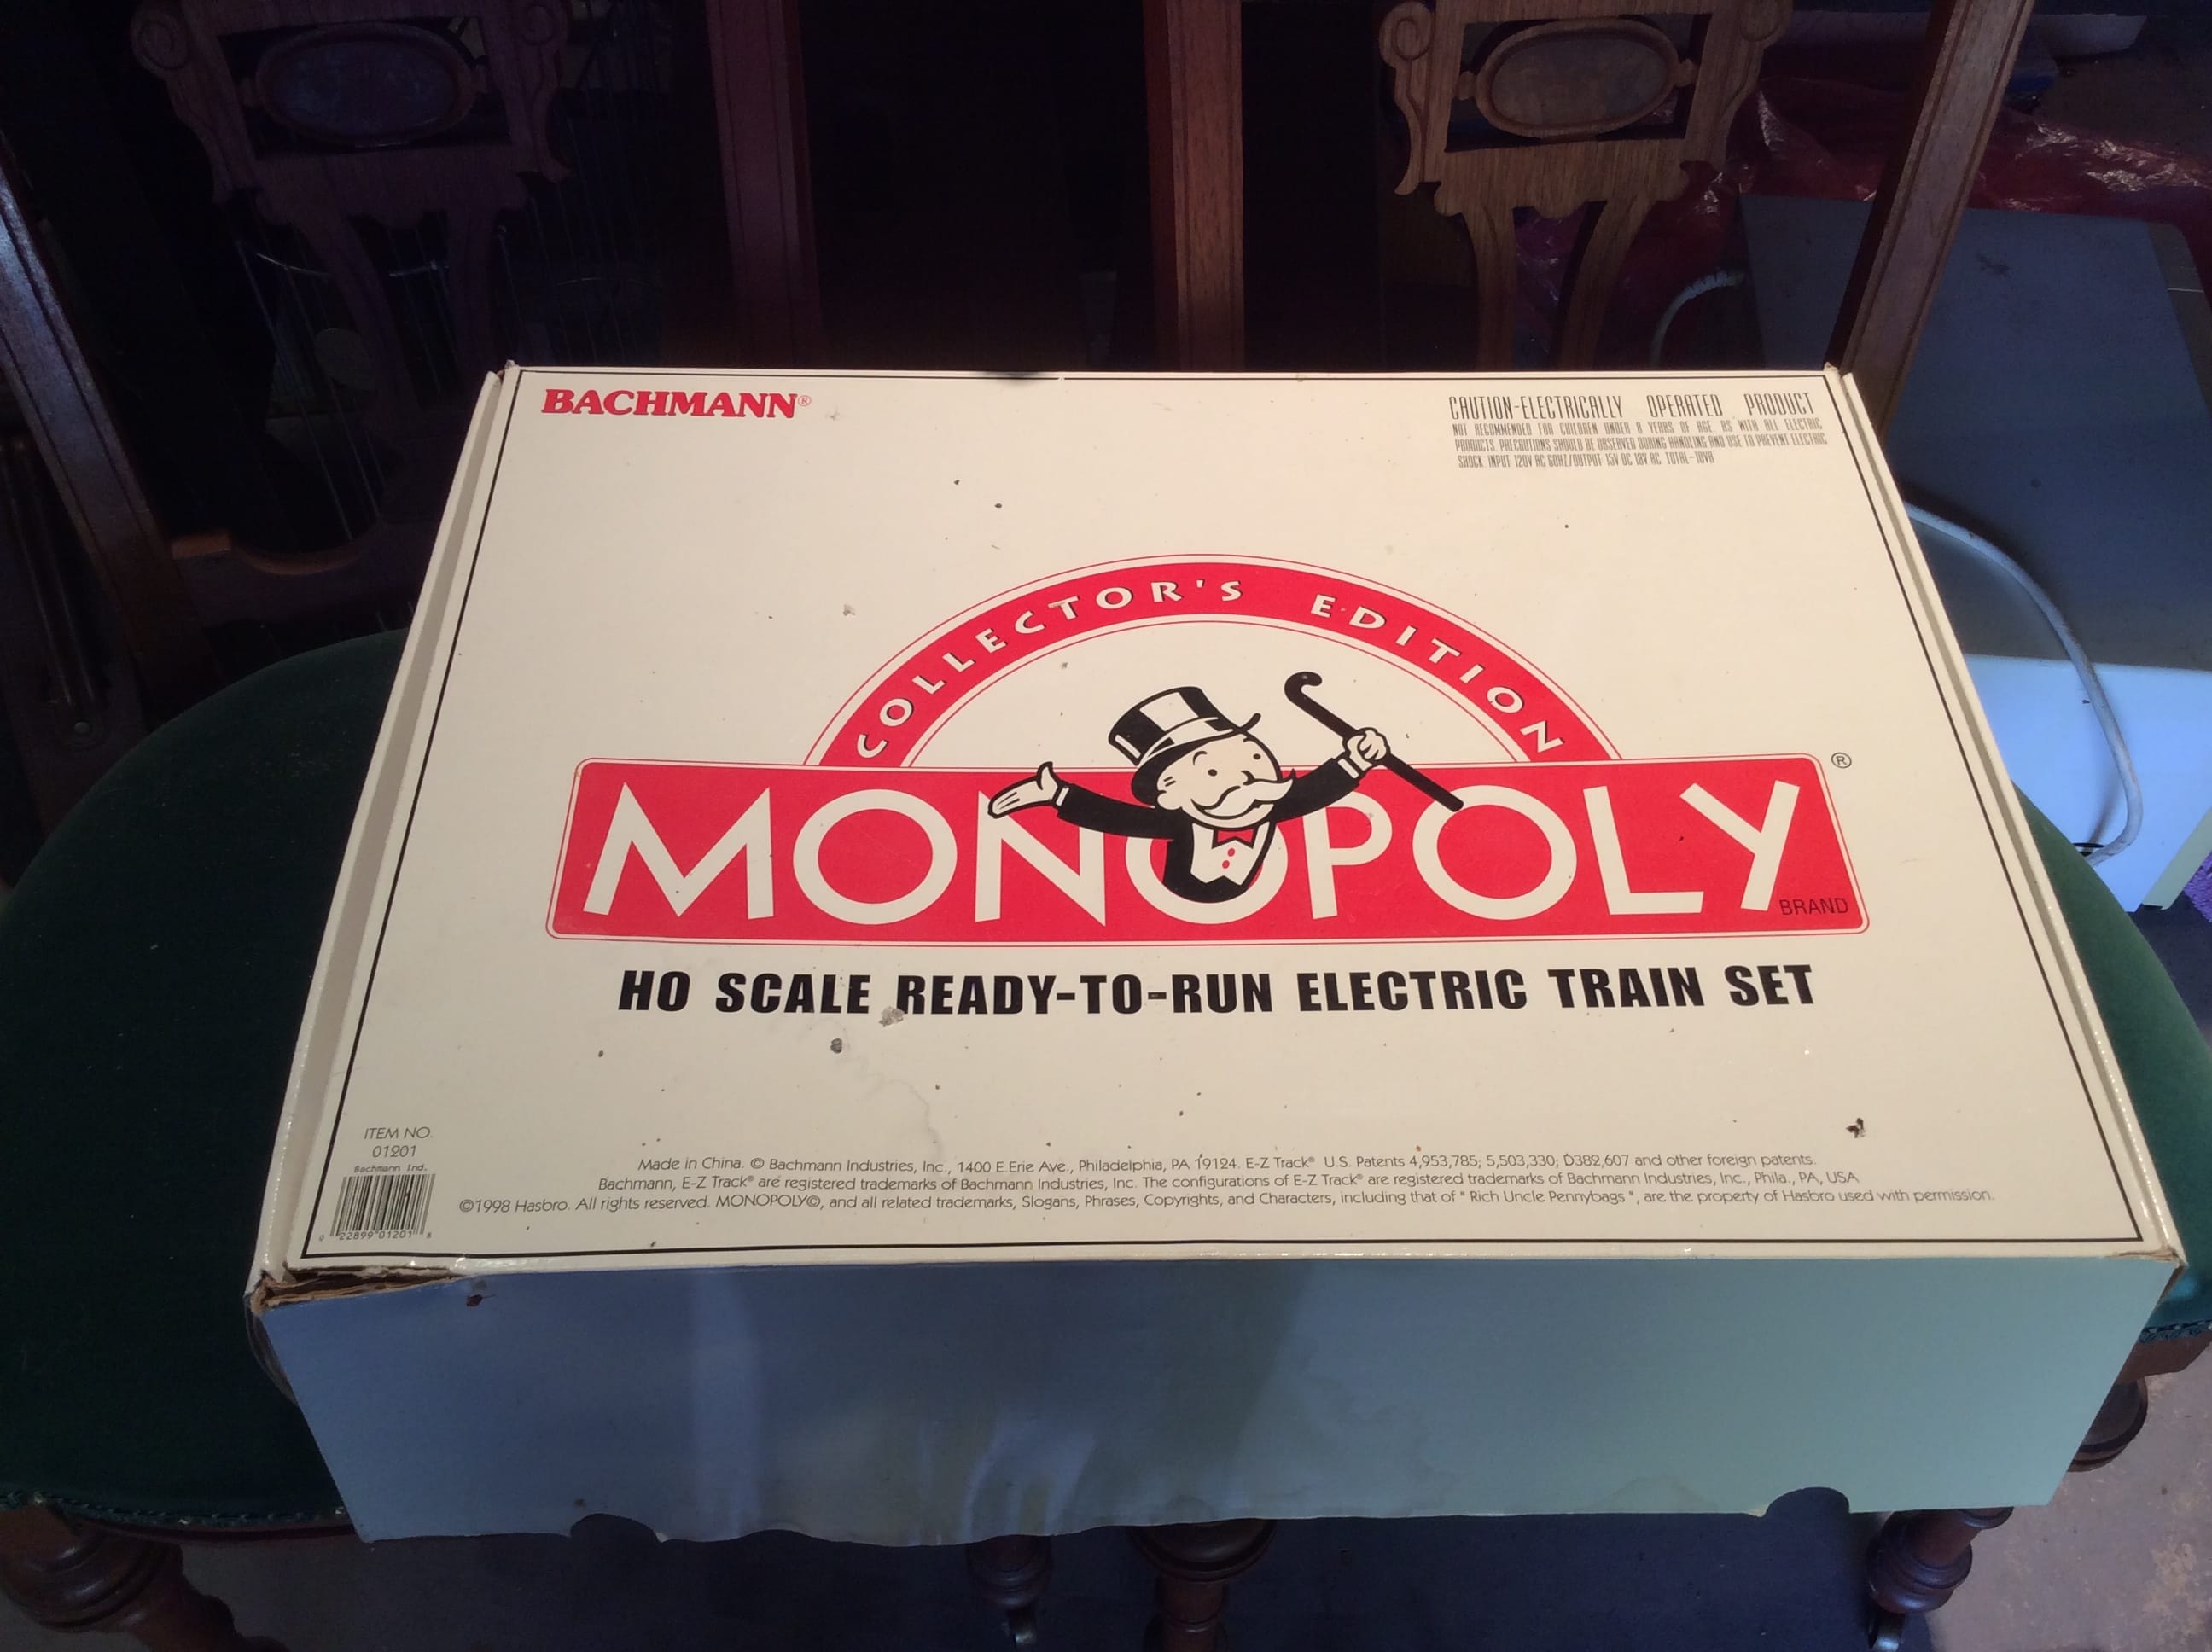 BACHMANN®
CAUTION-ELECTRICALLY OPERATED PRODUCT
NOT RECOMMENDED FOR CHILDREN UNDER 8 YEARS OF AGE. AS WITH ALL ELECTRIC
PRODUCTS, PRECAUTIONS SHOULD BE OBSERVED DURING HANDLING AND USE TO PREVENT ELECTRIC
SHOCK. INPUT 120V AC 60HZ/OUTPUT 15V DC 18V AC TOTAL-10VA
COLLECTOR'S EDITION
MONOPOLY®
BRAND
HO SCALE READY-TO-RUN ELECTRIC TRAIN SET
ITEM NO.
01201
Bachmann Ind.
0 22899 01201 8
Made in China. © Bachmann Industries, Inc., 1400 E Erie Ave., Philadelphia, PA 19124. E-Z Track® U.S. Patents 4,953,785; 5,503,330; D382,607 and other foreign patents.
Bachmann, E-Z Track® are registered trademarks of Bachmann Industries, Inc. The configurations of E-Z Track® are registered trademarks of Bachmann Industries, Inc., Phila., PA, USA
©1998 Hasbro. All rights reserved. MONOPOLY©, and all related trademarks, Slogans, Phrases, Copyrights, and Characters, including that of " Rich Uncle Pennybags ", are the property of Hasbro used with permission.